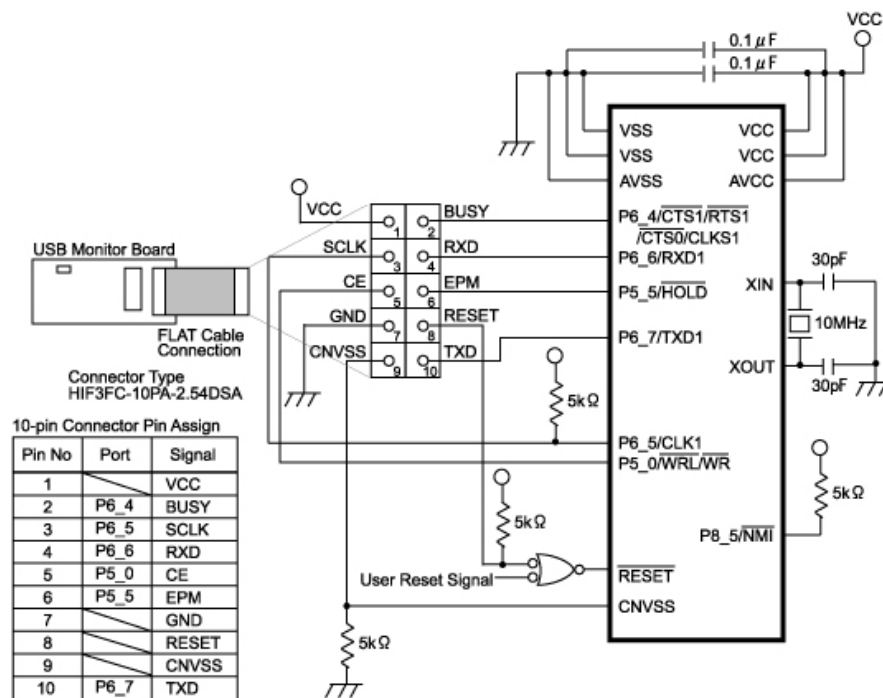 0.1μF
0.1μF
VCC
VSS
VCC
VSS
VCC
AVSS
AVCC
VCC
1
2
BUSY
P6_4/CTS1/RTS1
/CTS0/CLKS1
USB Monitor Board
SCLK
3
4
RXD
P6_6/RXD1
30pF
CE
5
6
EPM
P5_5/HOLD
XIN
GND
7
8
RESET
10MHz
FLAT Cable
Connection
CNVSS
9
10
TXD
P6_7/TXD1
XOUT
30pF
Connector Type
HIF3FC-10PA-2.54DSA
5kΩ
10-pin Connector Pin Assign
P6_5/CLK1
P5_0/WRL/WR
Pin No Port Signal
1 VCC
2 P6_4 BUSY
3 P6_5 SCLK
4 P6_6 RXD
5 P5_0 CE
6 P5_5 EPM
7 GND
8 RESET
9 CNVSS
10 P6_7 TXD
5kΩ
5kΩ
P8_5/NMI
User Reset Signal
RESET
CNVSS
5kΩ